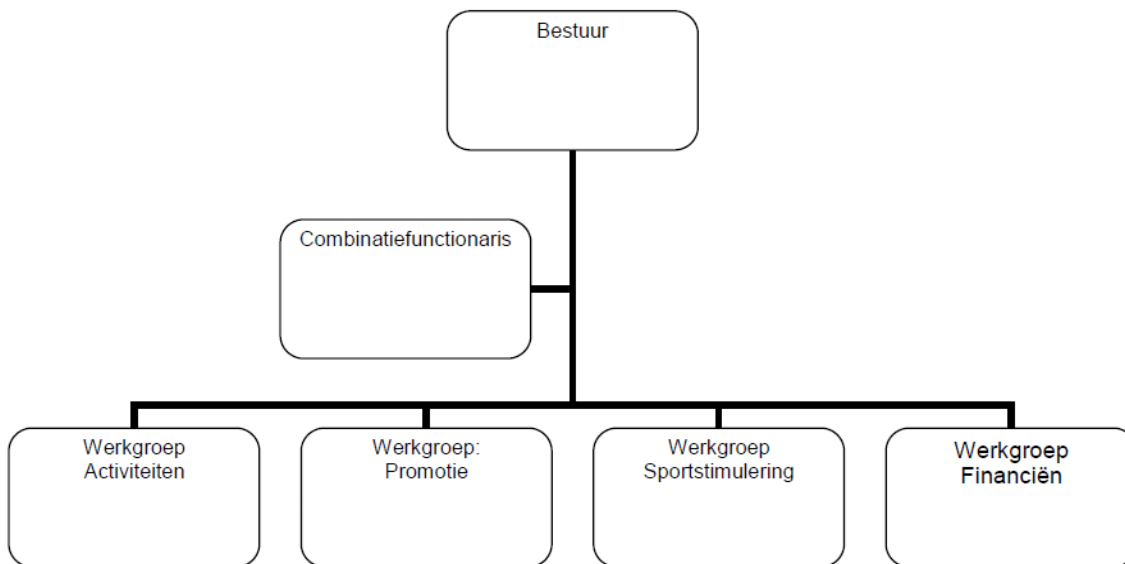 Bestuur
Combinatiefunctionaris
Werkgroep
Activiteiten
Werkgroep:
Promotie
Werkgroep
Sportstimulering
Werkgroep
Financiën